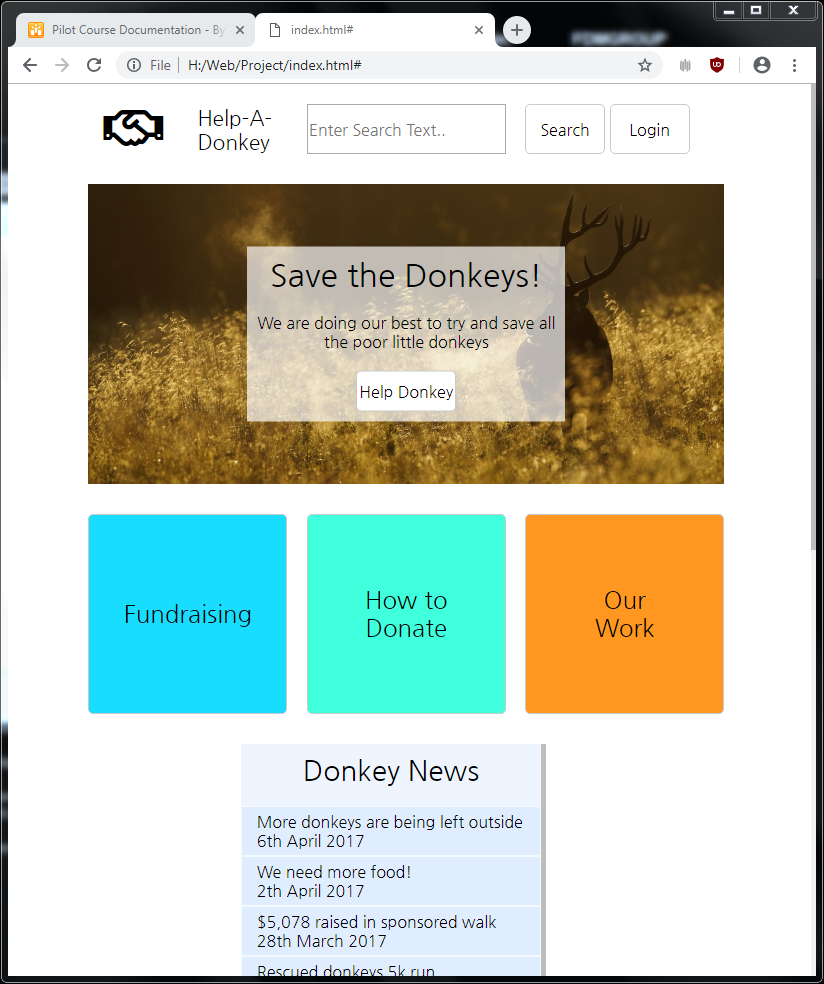 FDMGROUP
Pilot Course Documentation - By
index.html#
File
H:/Web/Project/index.html#
Help-A-
Donkey
Enter Search Text..
Search
Login
Save the Donkeys!
We are doing our best to try and save all
the poor little donkeys
Help Donkey
Fundraising
How to
Donate
Our
Work
Donkey News
More donkeys are being left outside
6th April 2017
We need more food!
2th April 2017
$5,078 raised in sponsored walk
28th March 2017
Rescued donkeys 5k run